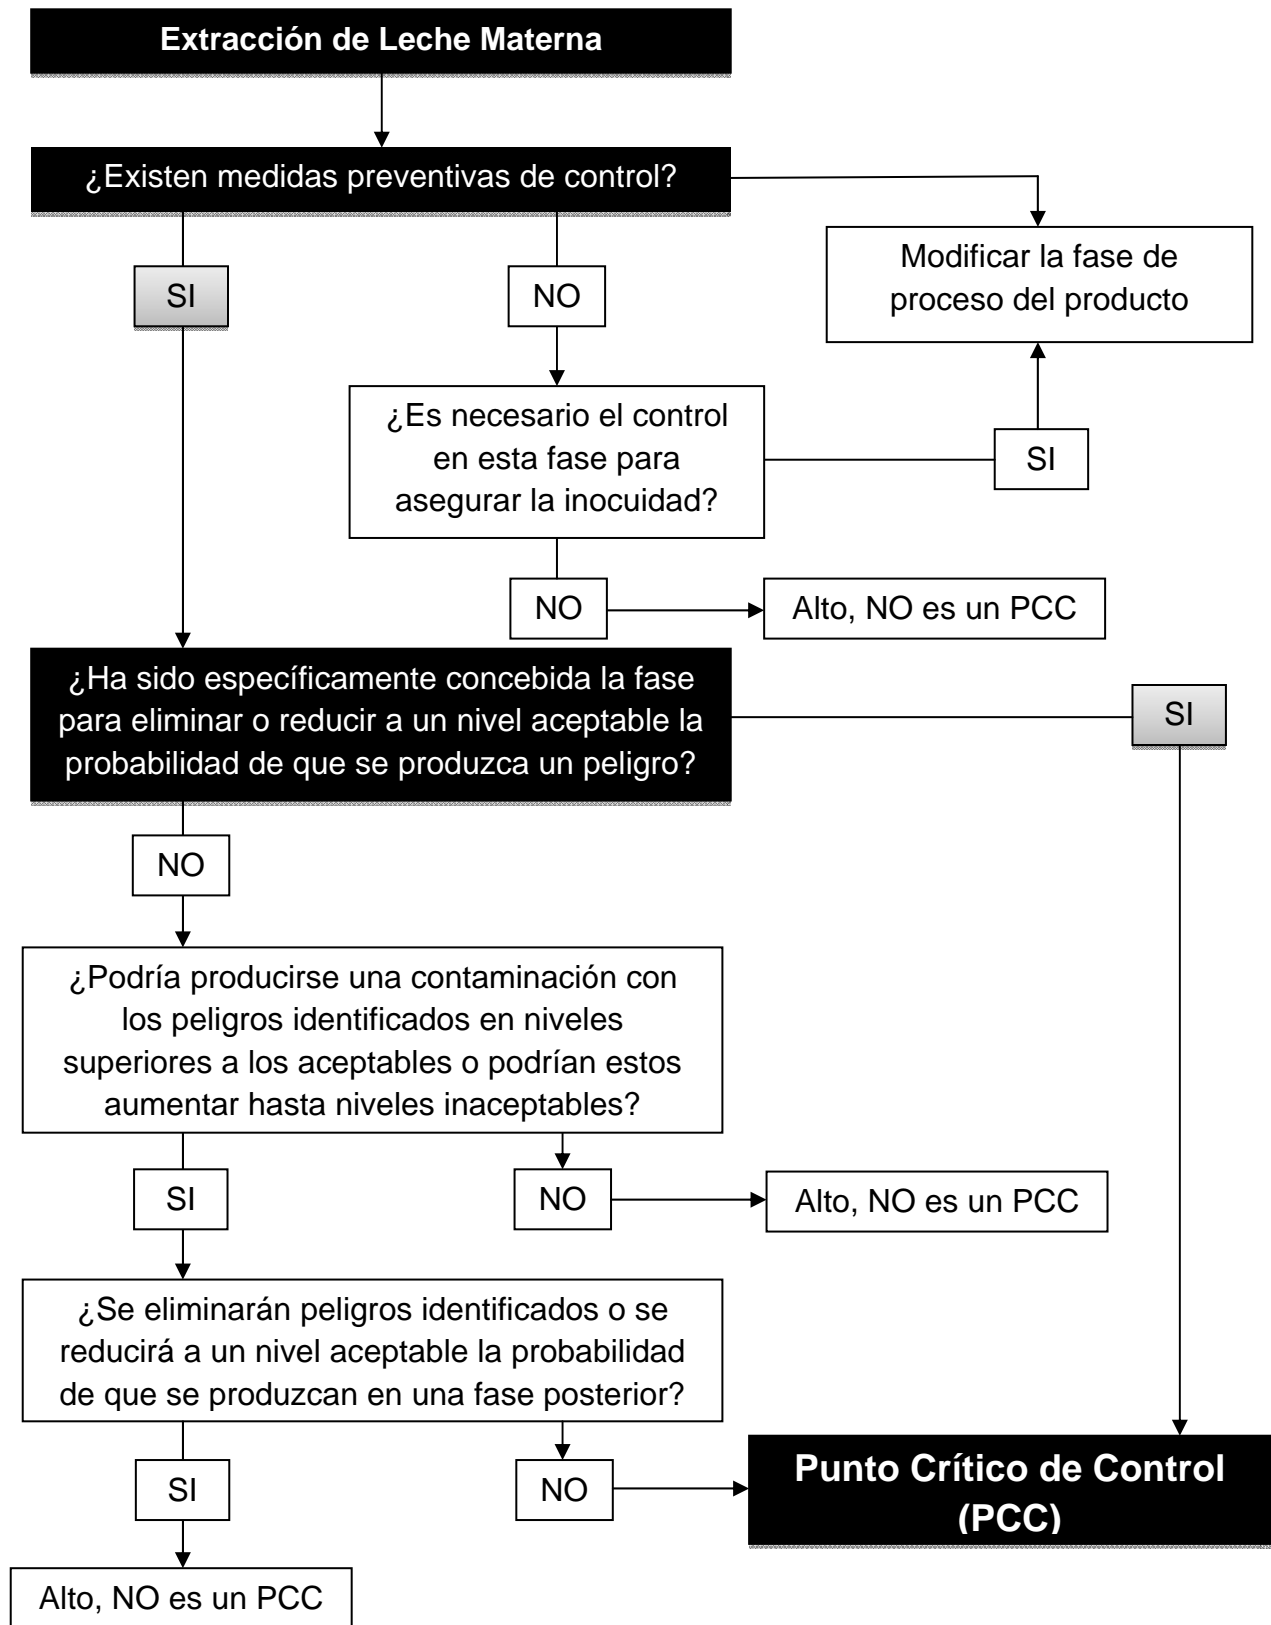 Extracción de Leche Materna
¿Existen medidas preventivas de control?
Modificar la fase de
proceso del producto
SI
NO
¿Es necesario el control
en esta fase para
asegurar la inocuidad?
SI
NO
Alto, NO es un PCC
¿Ha sido específicamente concebida la fase
para eliminar o reducir a un nivel aceptable la
probabilidad de que se produzca un peligro?
SI
NO
¿Podría producirse una contaminación con
los peligros identificados en niveles
superiores a los aceptables o podrían estos
aumentar hasta niveles inaceptables?
SI
NO
Alto, NO es un PCC
¿Se eliminarán peligros identificados o se
reducirá a un nivel aceptable la probabilidad
de que se produzcan en una fase posterior?
SI
NO
Punto Crítico de Control
(PCC)
Alto, NO es un PCC